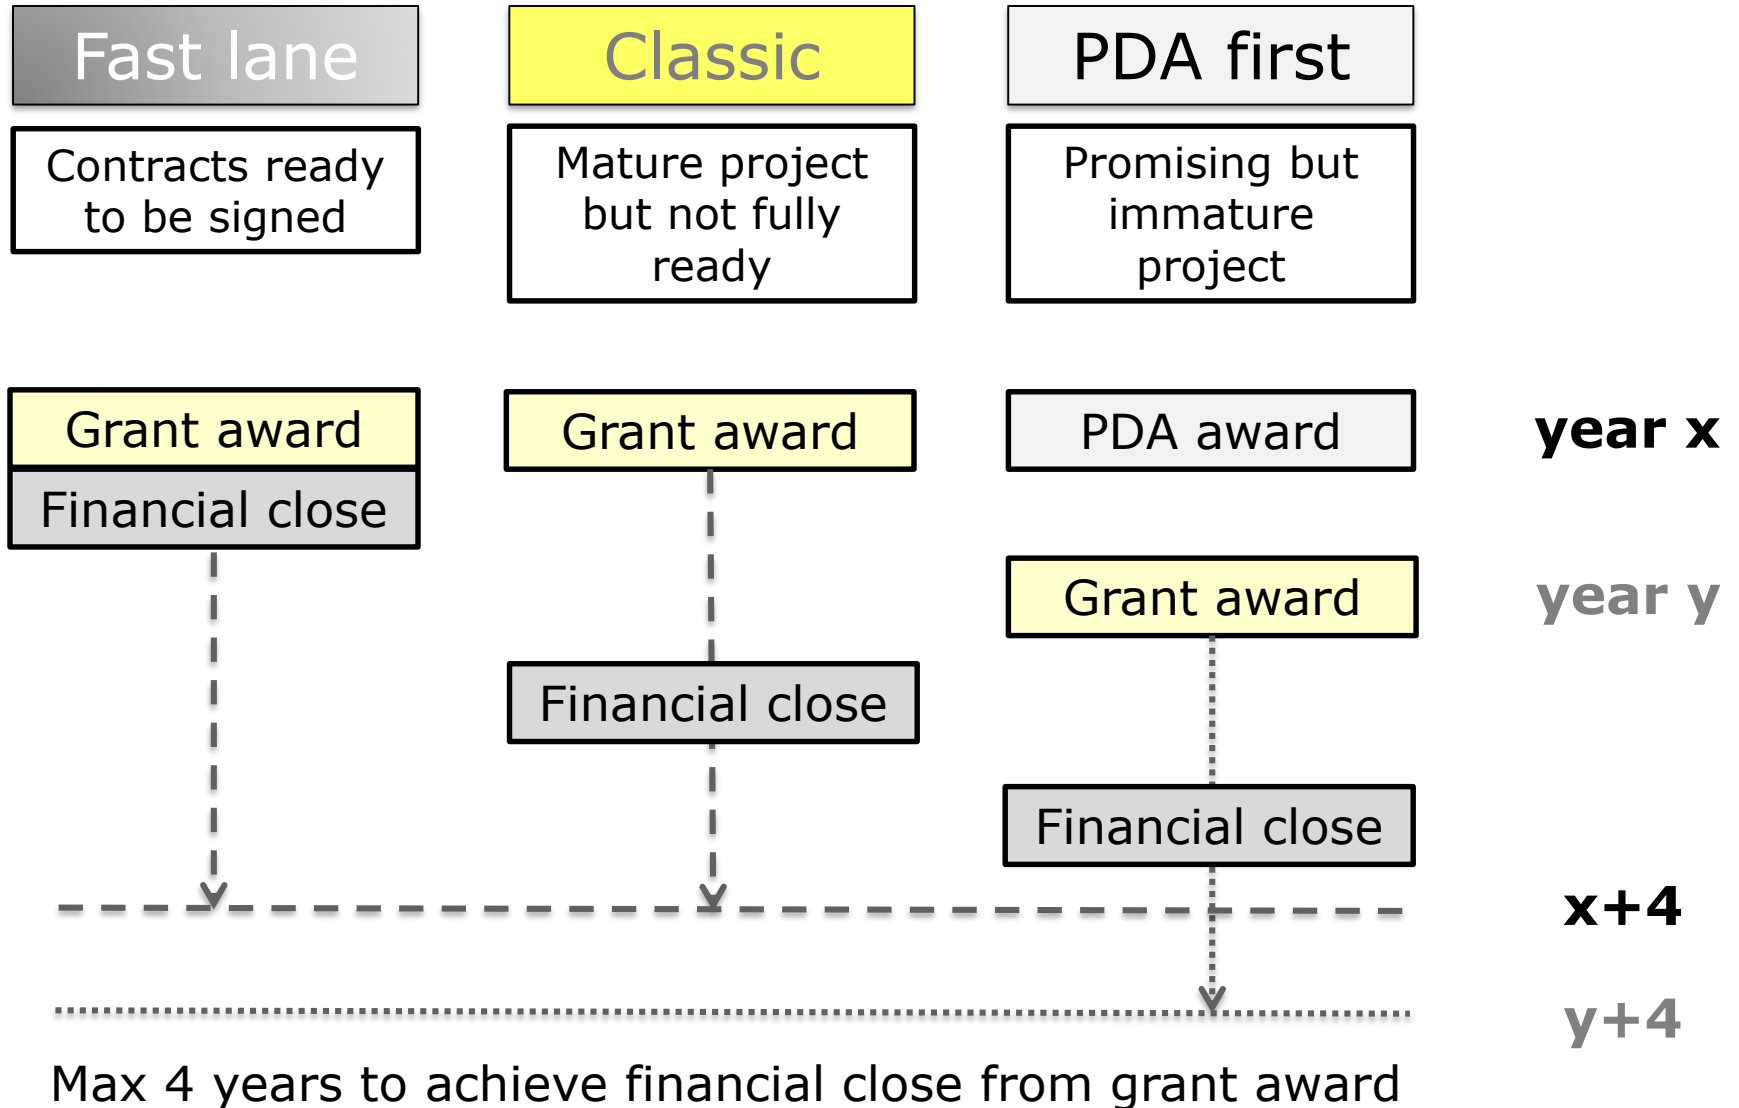 Fast lane
Classic
PDA first
Contracts ready
to be signed
Mature project
but not fully
ready
Promising but
immature
project
Grant award
Grant award
PDA award
year x
Financial close
Grant award
year y
Financial close
Financial close
x+4
y+4
Max 4 years to achieve financial close from grant award